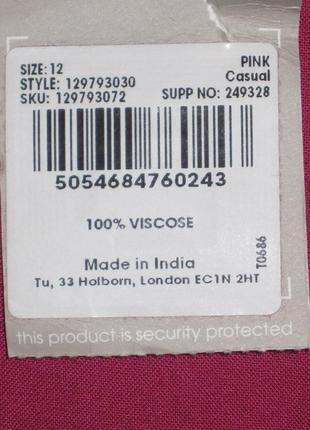 SIZE: 12 PINK
STYLE: 129793030 Casual
SKU: 129793072 SUPP NO: 249328
5054684760243
100% VISCOSE
Made in India
Tu, 33 Holborn, London EC1N 2HT
T0686
this product is security protected